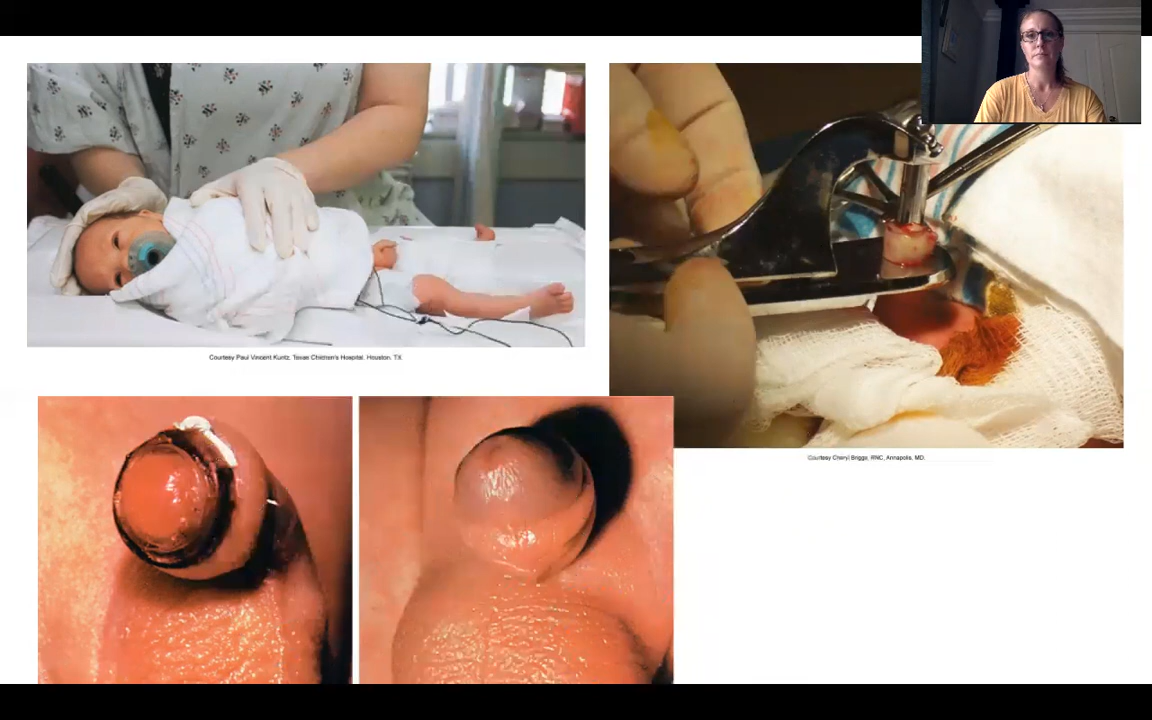 Courtesy Paul Vincent Kuntz, Texas Children's Hospital, Houston, TX
Courtesy Cheryl Briggs, RNC, Annapolis, MD.